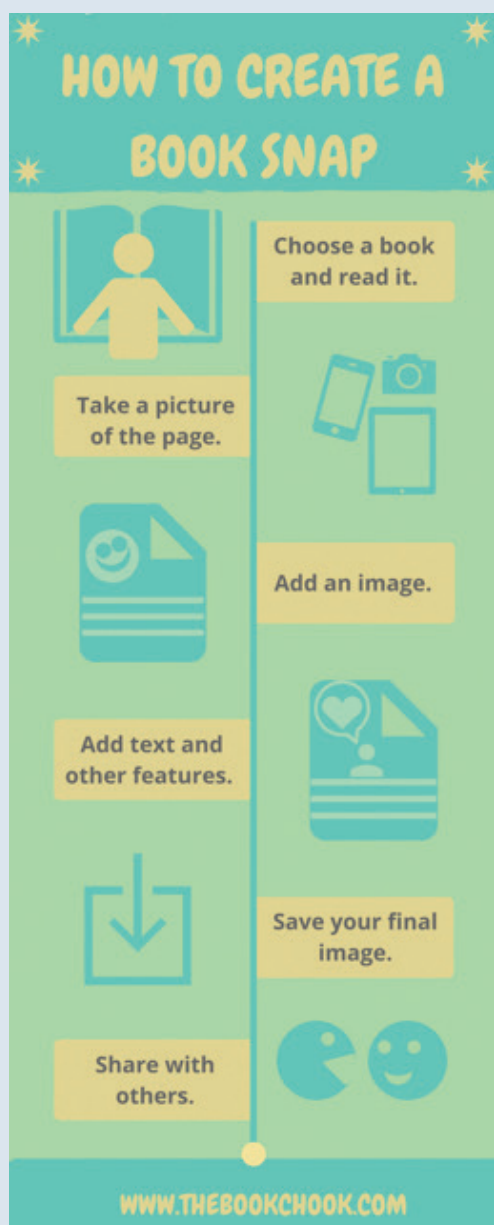 HOW TO CREATE A
BOOK SNAP
Choose a book
and read it.
Take a picture
of the page.
Add an image.
Add text and
other features.
Save your final
image.
Share with
others.
WWW.THEBOOKCHOOK.COM